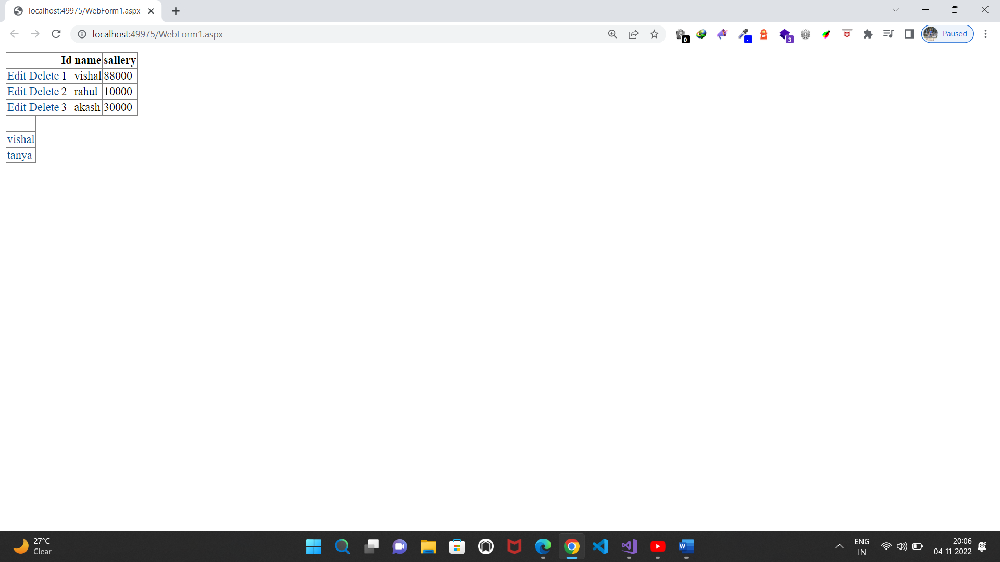 localhost:49975/WebForm1.aspx
localhost:49975/WebForm1.aspx
0
3
Paused
Id name sallery
Edit Delete 1 vishal 88000
Edit Delete 2 rahul 10000
Edit Delete 3 akash 30000
vishal
tanya
27°C
Clear
W
ENG
IN
20:06
04-11-2022